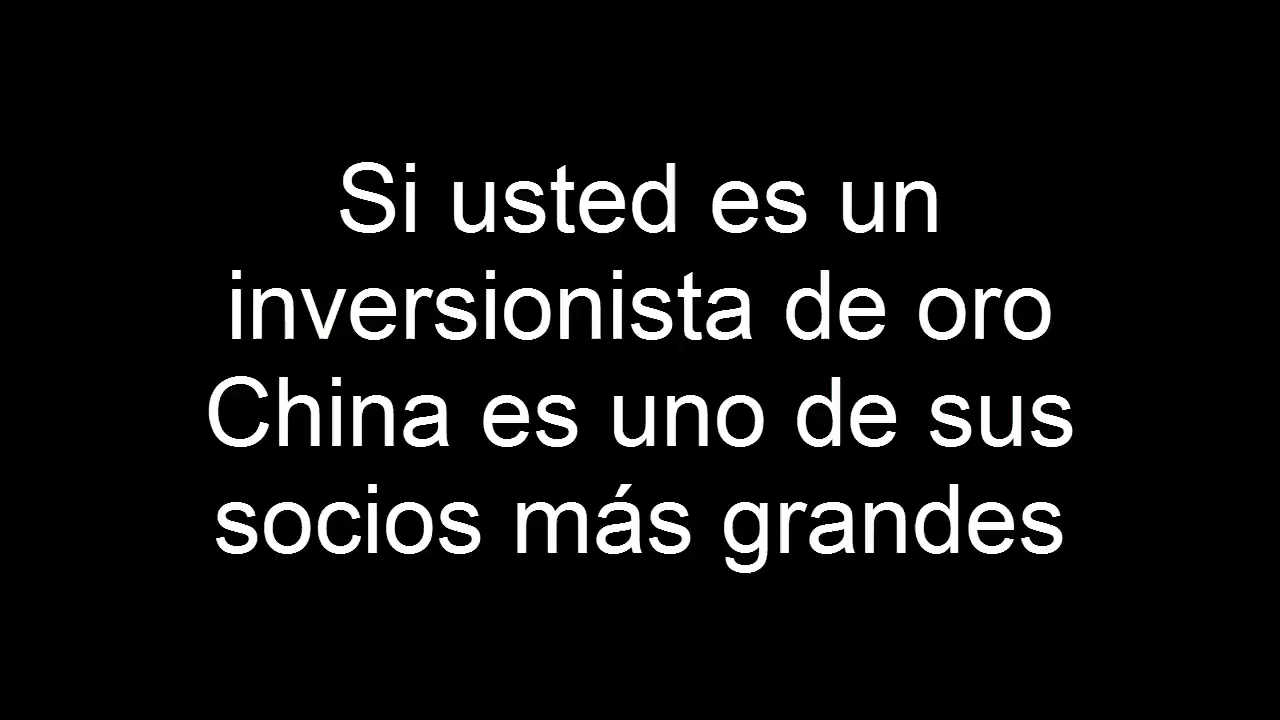 Si usted es un
inversionista de oro
China es uno de sus
socios más grandes